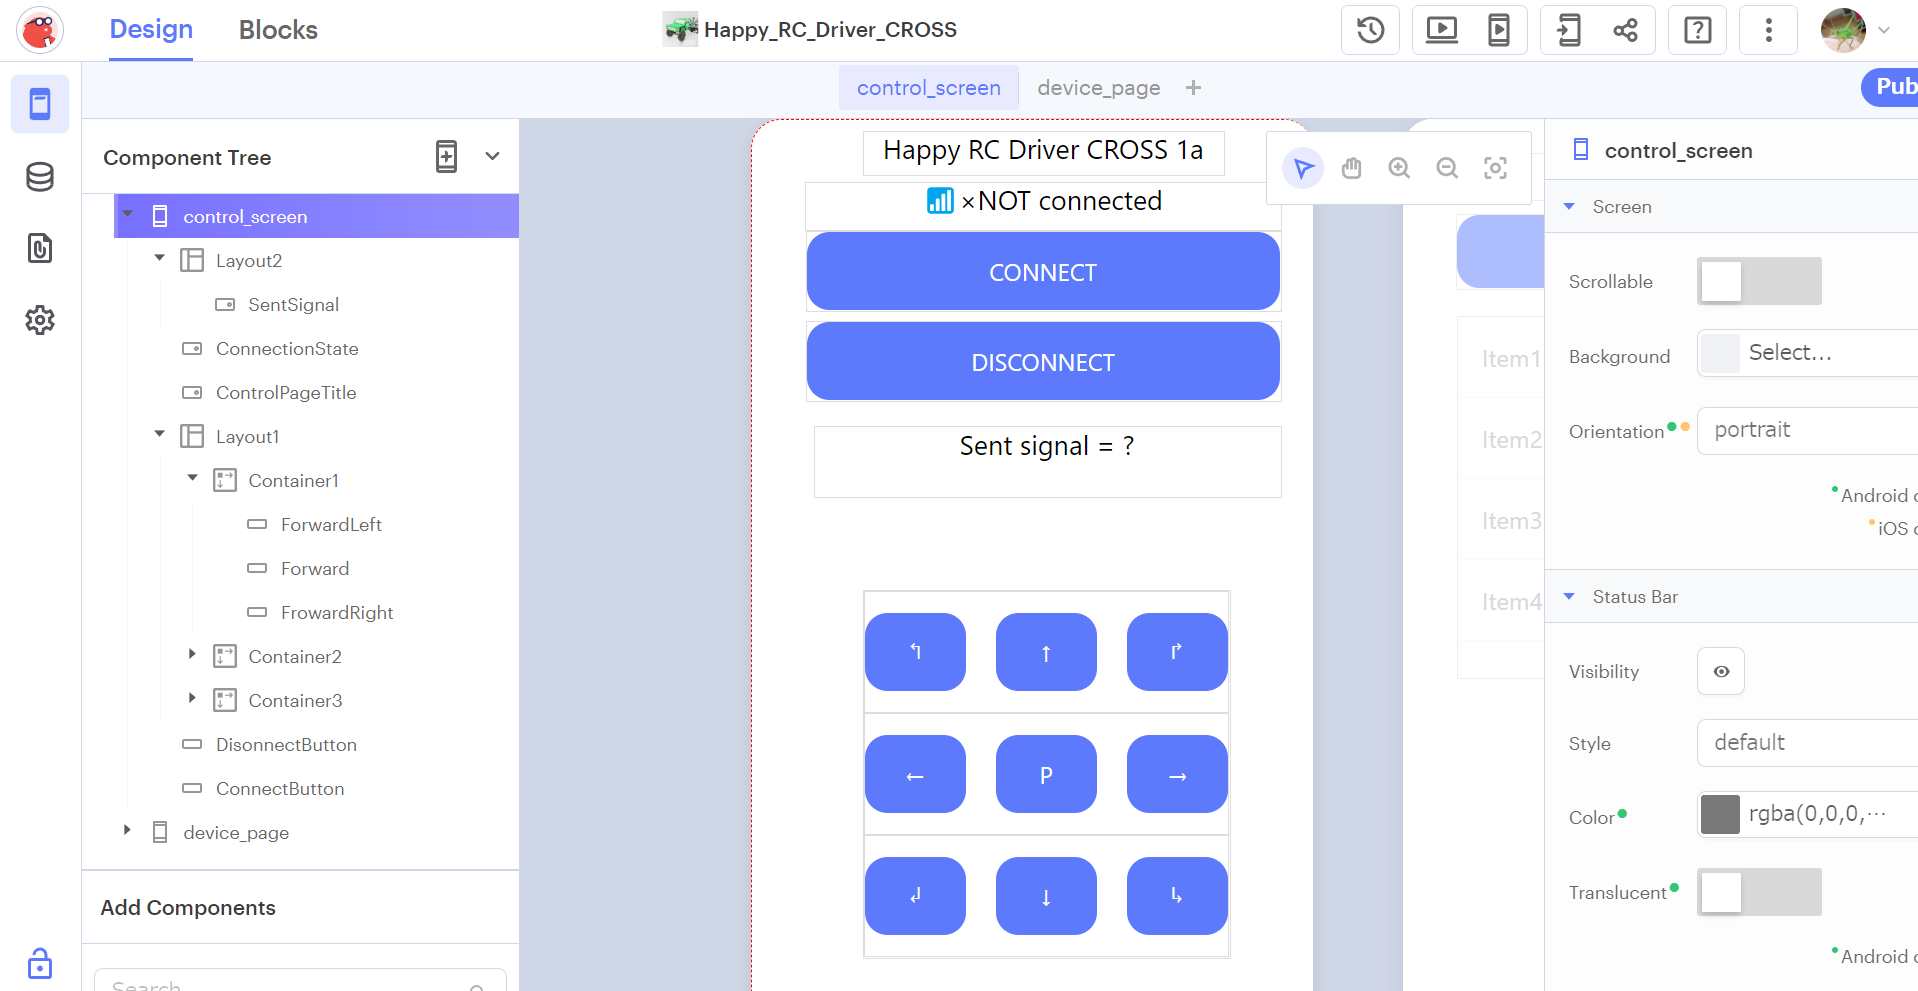 Design
Blocks
Happy_RC_Driver_CROSS
control_screen
device_page
+
Pub
Component Tree
control_screen
Layout2
SentSignal
ConnectionState
ControlPageTitle
Layout1
Container1
ForwardLeft
Forward
FrowardRight
Container2
Container3
DisonnectButton
ConnectButton
device_page
Add Components
Search
Happy RC Driver CROSS 1a
📶 ×NOT connected
CONNECT
DISCONNECT
Sent signal = ?
↰ ↑ ↱
← P →
↲ ↓ ↳
Item1
Item2
Item3
Item4
control_screen
Screen
Scrollable
Background Select...
Orientation portrait
Android o
iOS o
Status Bar
Visibility
Style default
Color rgba(0,0,0,...
Translucent
Android o